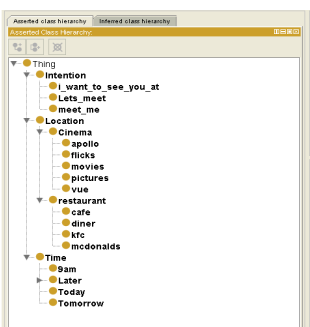 Asserted class hierarchy Inferred class hierarchy
Asserted Class Hierarchy:
Thing
Intention
i_want_to_see_you_at
Lets_meet
meet_me
Location
Cinema
apollo
flicks
movies
pictures
vue
restaurant
cafe
diner
kfc
mcdonalds
Time
9am
Later
Today
Tomorrow